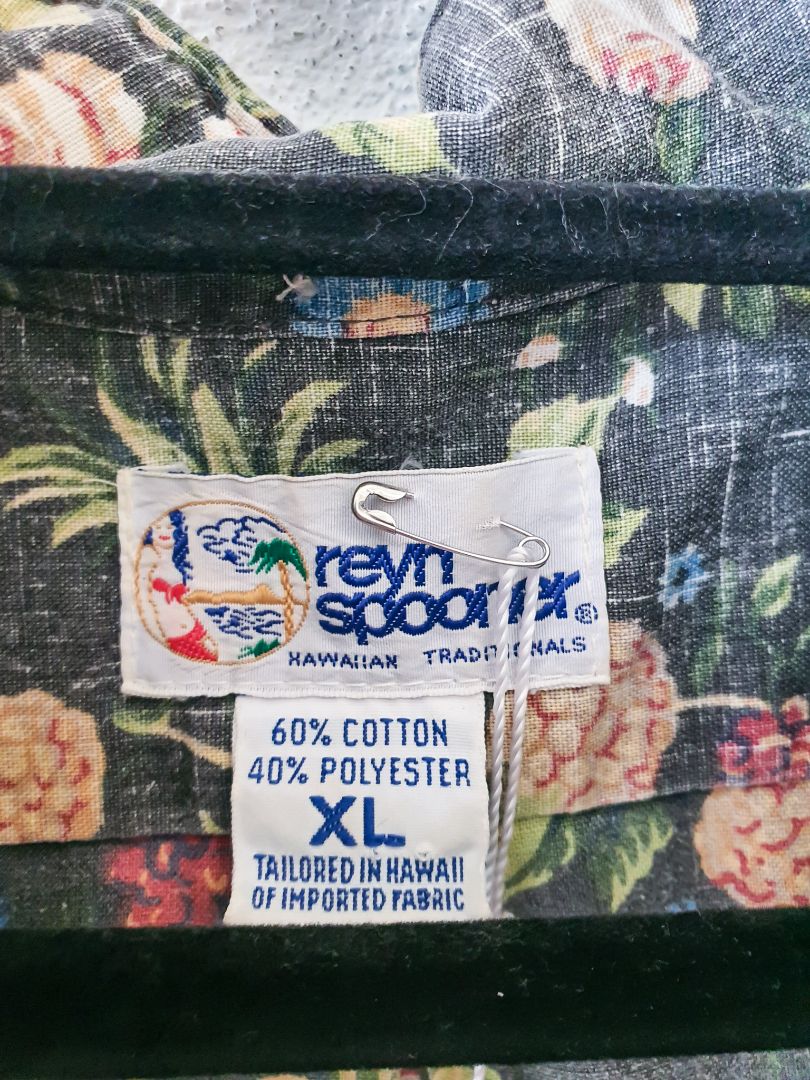 reyn
spooner®
HAWAIIAN TRADITIONALS
60% COTTON
40% POLYESTER
XL
TAILORED IN HAWAII
OF IMPORTED FABRIC